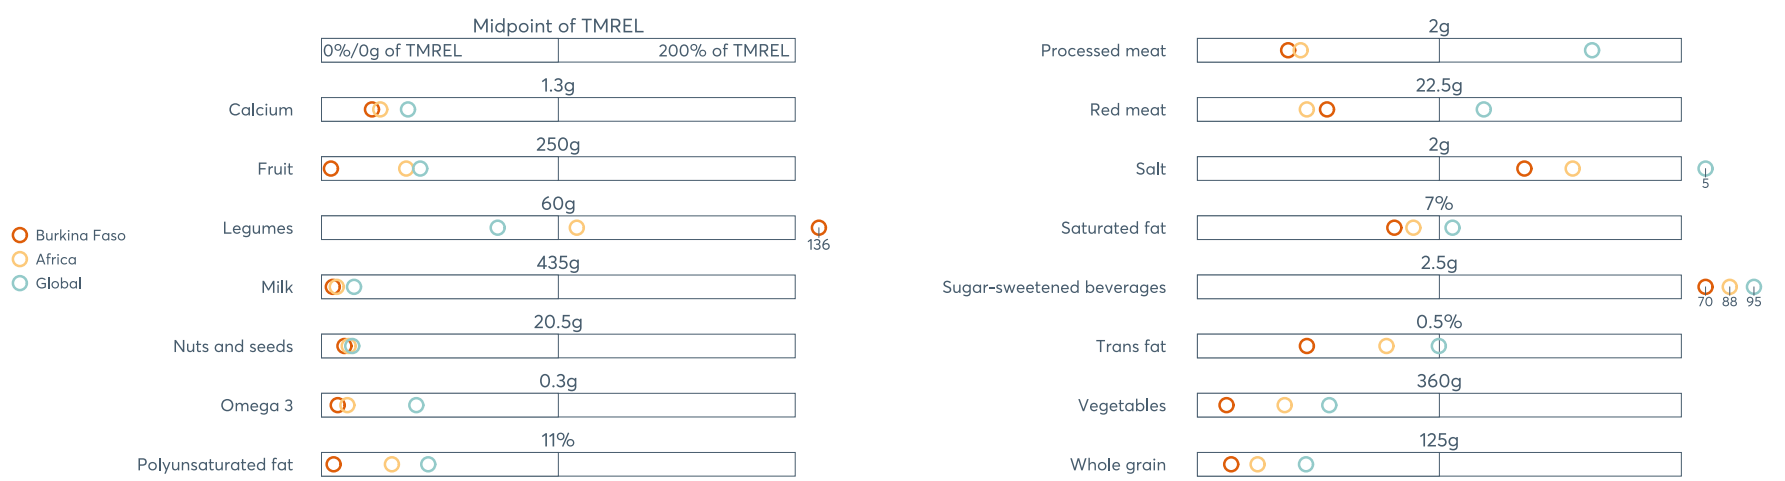 Midpoint of TMREL
0%/0g of TMREL 200% of TMREL
1.3g
Calcium
250g
Fruit
60g
Legumes
136
435g
Milk
20.5g
Nuts and seeds
0.3g
Omega 3
11%
Polyunsaturated fat
Burkina Faso
Africa
Global
2g
Processed meat
22.5g
Red meat
2g
Salt
5
7%
Saturated fat
2.5g
Sugar-sweetened beverages
70 88 95
0.5%
Trans fat
360g
Vegetables
125g
Whole grain